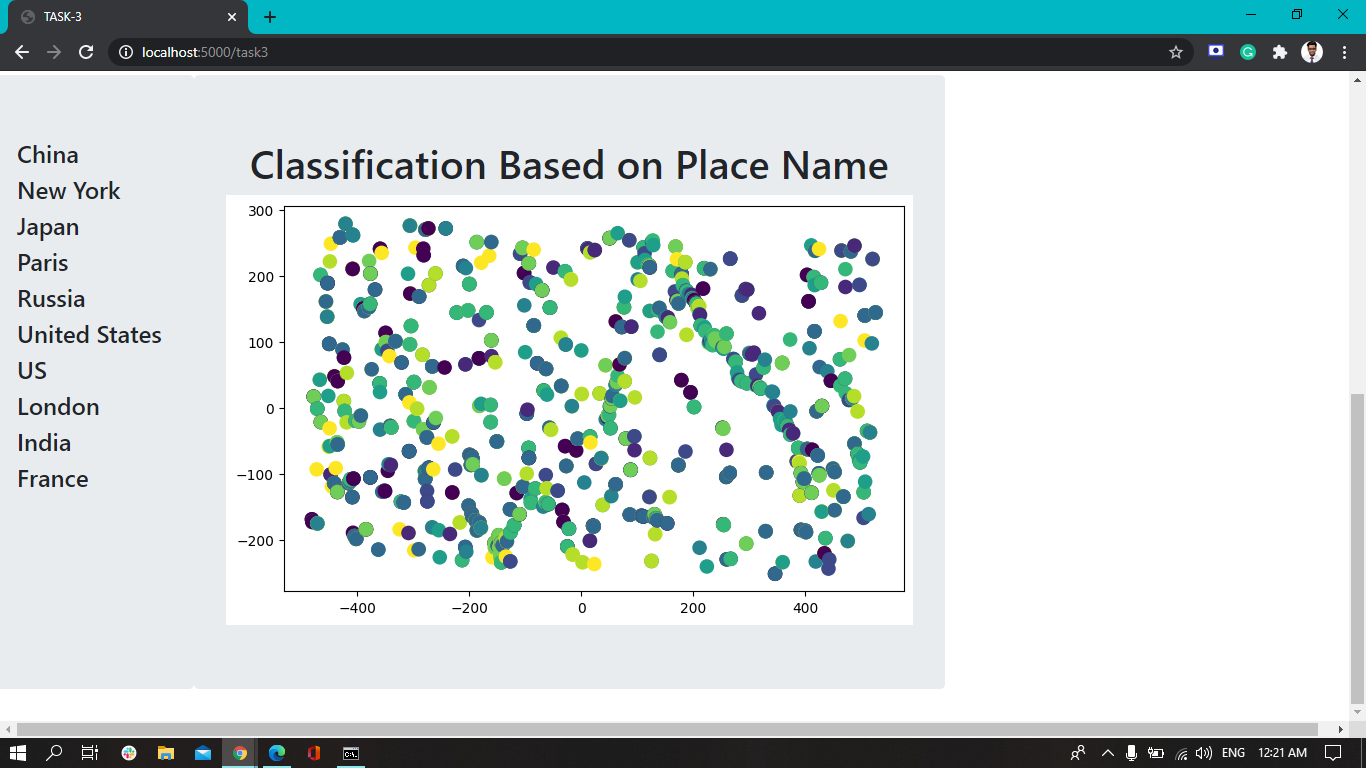 TASK-3
localhost:5000/task3
China
New York
Japan
Paris
Russia
United States
US
London
India
France
Classification Based on Place Name
300
200
100
0
−100
−200
−400
−200
0
200
400
ENG
12:21 AM